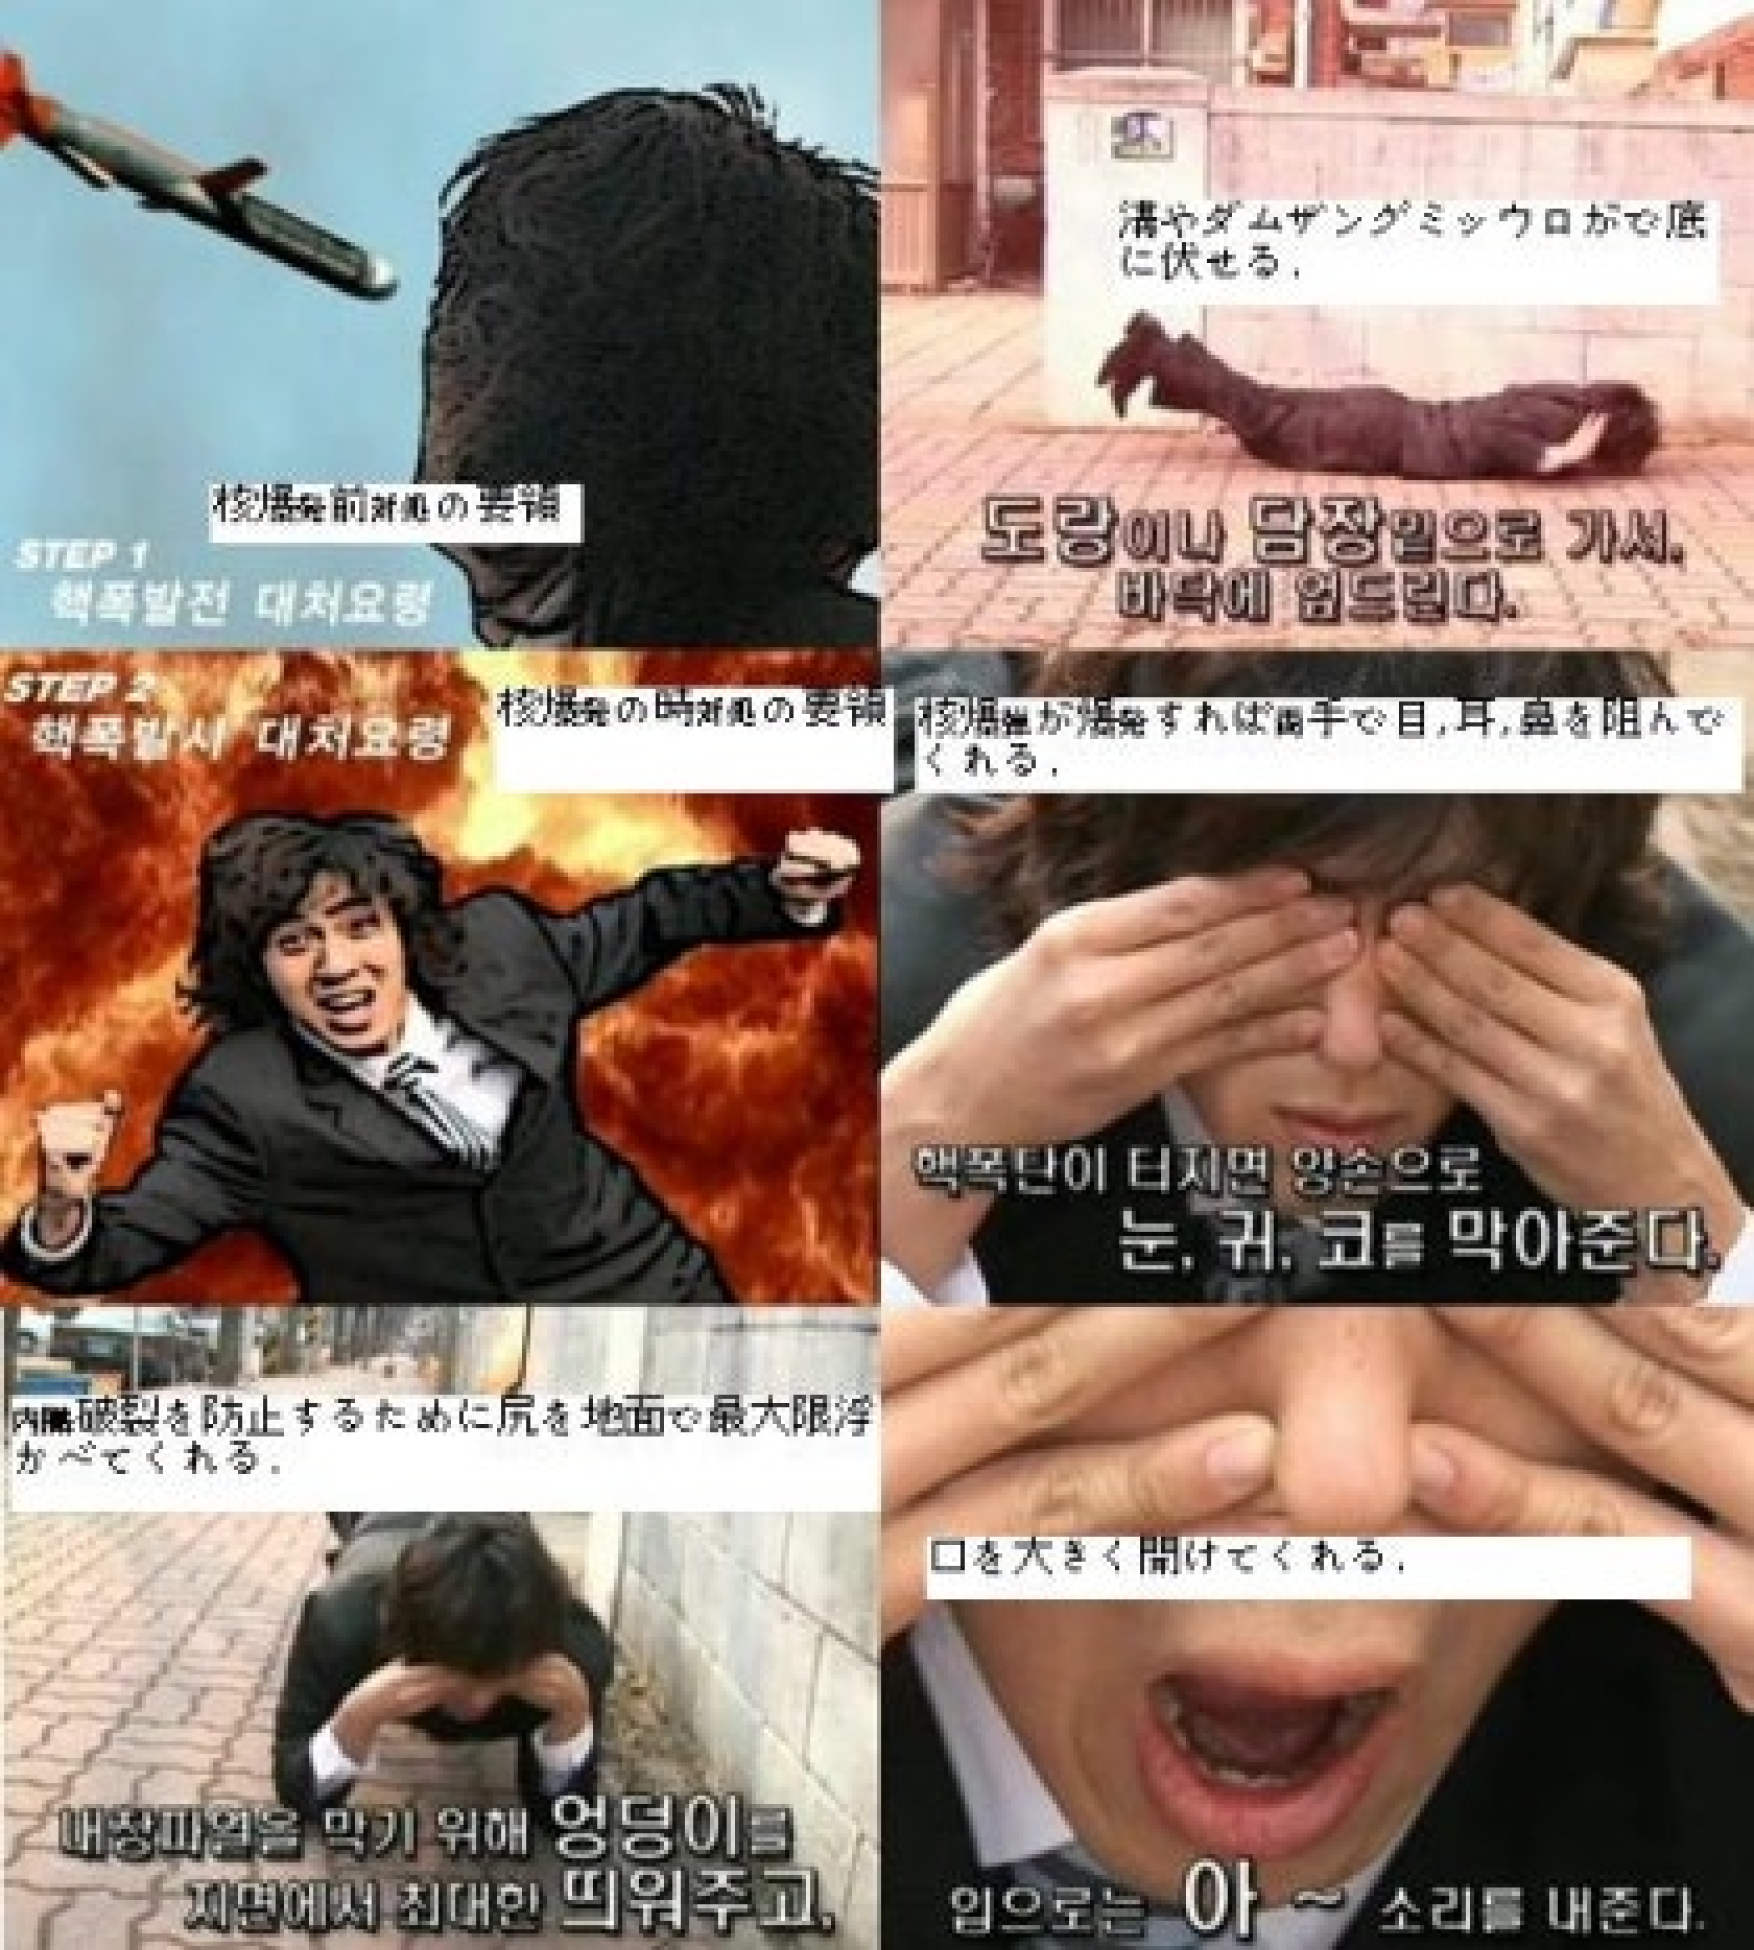 核爆発前対処の要領
STEP 1
핵폭발전 대처요령
溝やダムザングミッウロがで底
に伏せる.
도랑이나 담장밑으로 가서,
바닥에 엎드린다.
STEP 2
핵폭발시 대처요령
核爆発の時対処の要領
核爆弾が爆発すれば両手で目,耳,鼻を阻んで
くれる.
핵폭탄이 터지면 양손으로
눈, 귀, 코를 막아준다.
内臓破裂を防止するために尻を地面で最大限浮
かべてくれる.
내장파열을 막기 위해 엉덩이를
지면에서 최대한 띄워주고,
口を大きく開けてくれる.
입으로는 아~ 소리를 내준다.